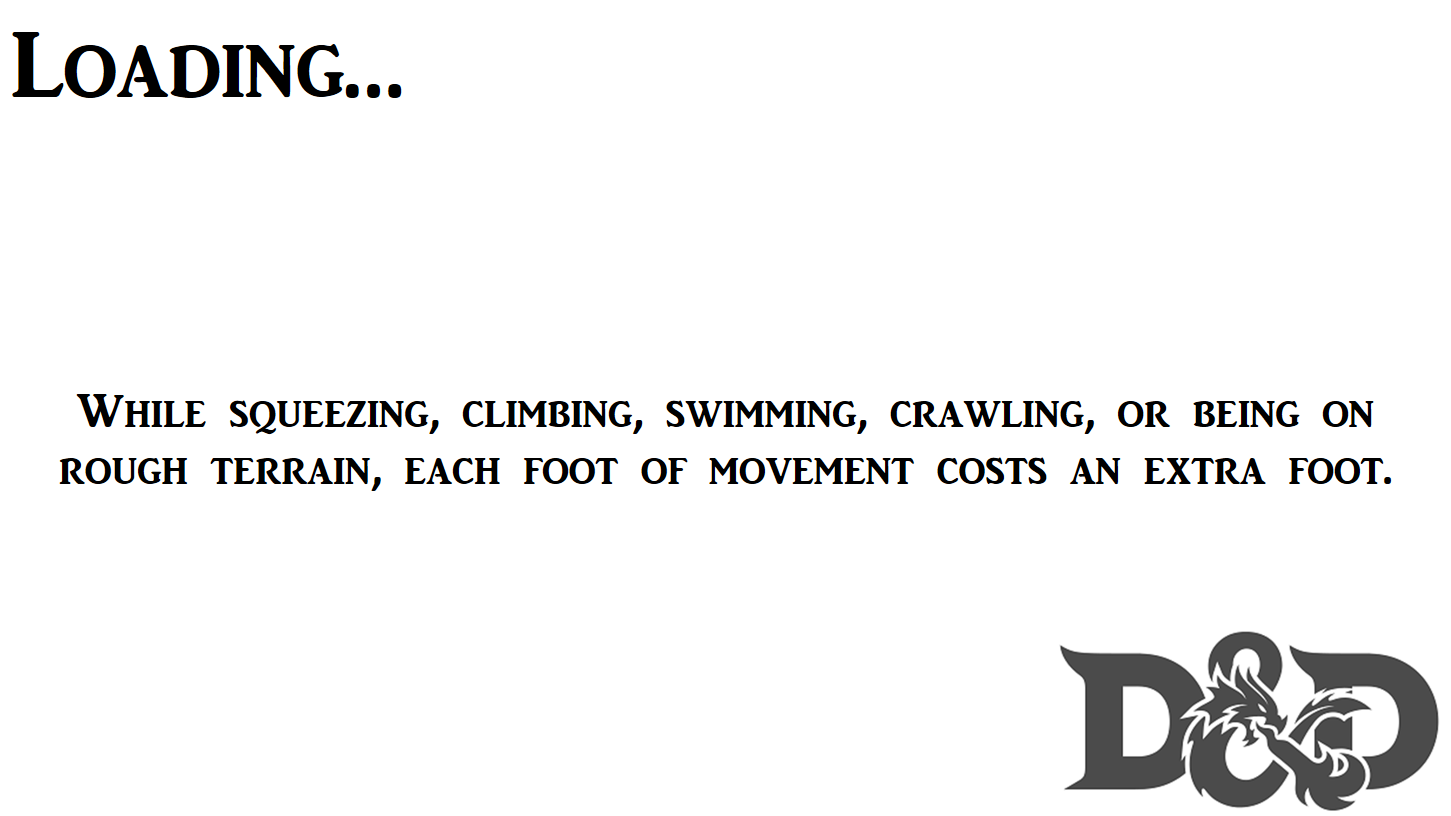 Loading...
While squeezing, climbing, swimming, crawling, or being on
rough terrain, each foot of movement costs an extra foot.
D&D